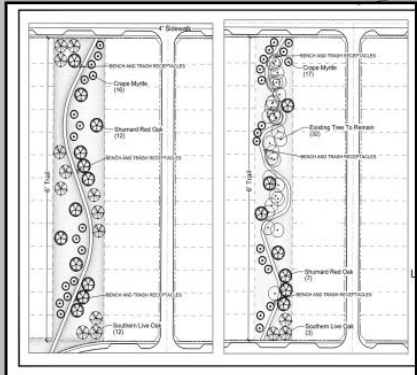 4' Sidewalk
BENCH AND TRASH RECEPTACLES
Crape Myrtle
(16)
Shumard Red Oak
(12)
BENCH AND TRASH RECEPTACLES
6' Trail
BENCH AND TRASH RECEPTACLES
Southern Live Oak
(12)
BENCH AND TRASH RECEPTACLES
Crape Myrtle
(17)
Existing Tree To Remain
(32)
BENCH AND TRASH RECEPTACLES
6' Trail
Shumard Red Oak
(7)
BENCH AND TRASH RECEPTACLES
Southern Live Oak
(3)
L